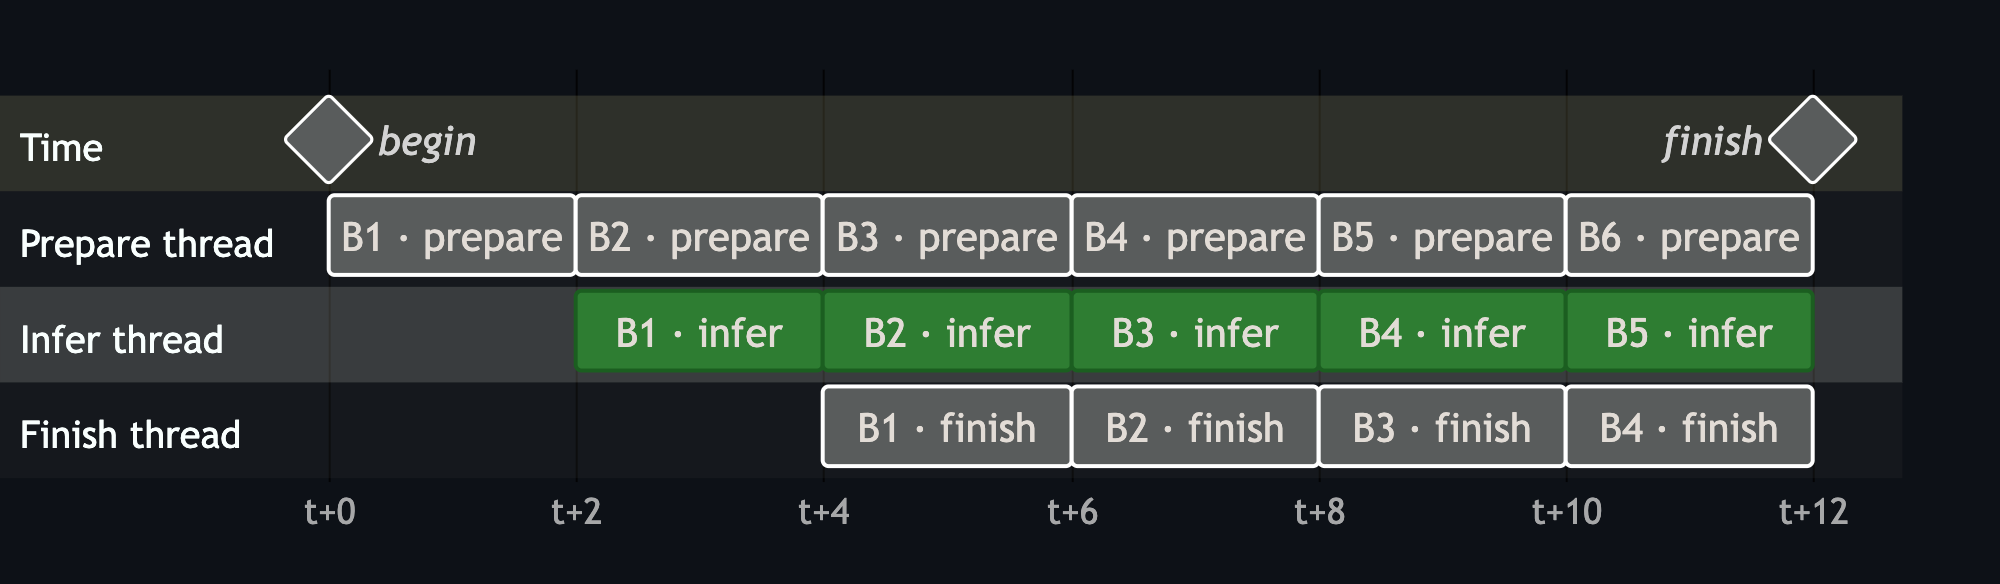 Time begin finish
Prepare thread B1 · prepare B2 · prepare B3 · prepare B4 · prepare B5 · prepare B6 · prepare
Infer thread B1 · infer B2 · infer B3 · infer B4 · infer B5 · infer
Finish thread B1 · finish B2 · finish B3 · finish B4 · finish
t+0 t+2 t+4 t+6 t+8 t+10 t+12